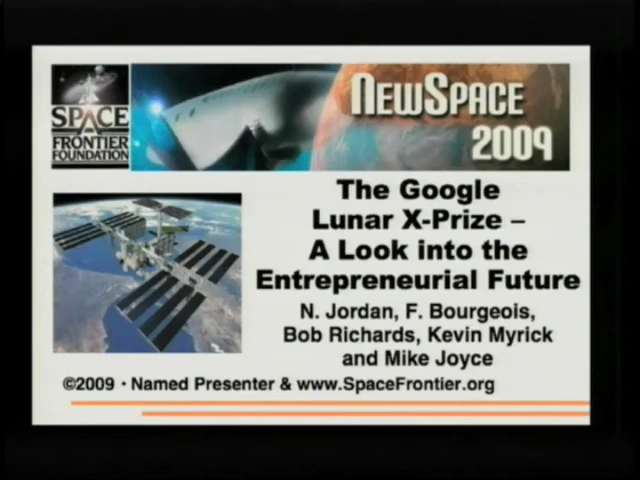 SPACE
FRONTIER
FOUNDATION
NEWSPACE
2009
The Google
Lunar X-Prize –
A Look into the
Entrepreneurial Future
N. Jordan, F. Bourgeois,
Bob Richards, Kevin Myrick
and Mike Joyce
©2009 · Named Presenter & www.SpaceFrontier.org